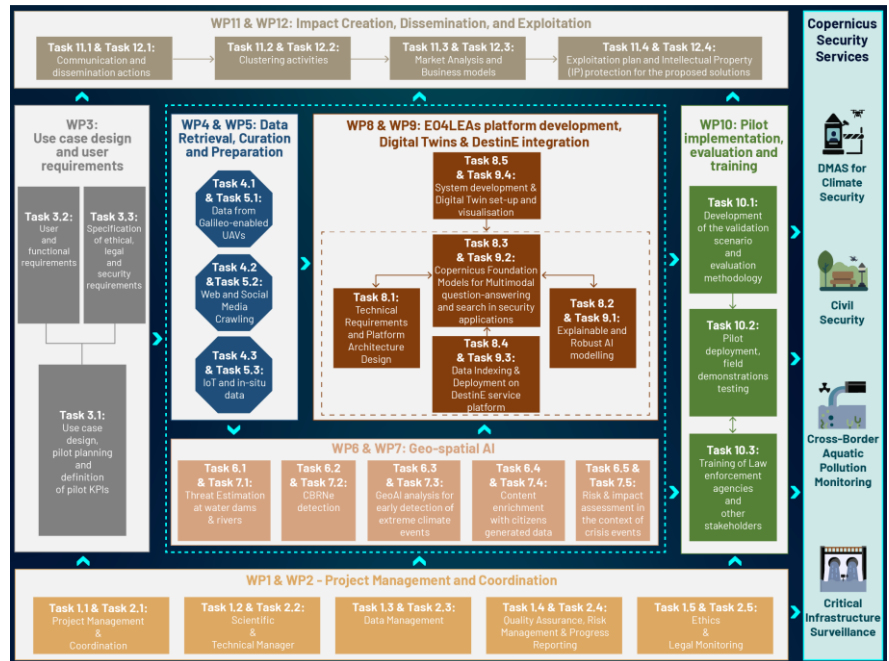 WP11 & WP12: Impact Creation, Dissemination, and Exploitation
Task 11.1 & Task 12.1:
Communication and
dissemination actions
Task 11.2 & Task 12.2:
Clustering activities
Task 11.3 & Task 12.3:
Market Analysis and
Business models
Task 11.4 & Task 12.4:
Exploitation plan and Intellectual Property
(IP) protection for the proposed solutions
WP3:
Use case design
and user
requirements
Task 3.2:
User
and
functional
requirements
Task 3.3:
Specification
of ethical,
legal
and
security
requirements
Task 3.1:
Use case
design,
pilot planning
and
definition
of pilot KPIs
WP4 & WP5: Data
Retrieval, Curation
and Preparation
Task 4.1
& Task 5.1:
Data from
Galileo-enabled
UAVs
Task 4.2
& Task 5.2:
Web and Social
Media
Crawling
Task 4.3
& Task 5.3:
IoT and in-situ
data
WP8 & WP9: EO4LEAs platform development,
Digital Twins & DestinE integration
Task 8.5
& Task 9.4:
System development &
Digital Twin set-up and
visualisation
Task 8.3
& Task 9.2:
Copernicus Foundation
Models for Multimodal
question-answering
and search in security
applications
Task 8.1:
Technical
Requirements
and Platform
Architecture
Design
Task 8.2
& Task 9.1:
Explainable and
Robust AI
modelling
Task 8.4
& Task 9.3:
Data Indexing &
Deployment on
DestinE service
platform
WP6 & WP7: Geo-spatial AI
Task 6.1
& Task 7.1:
Threat Estimation
at water dams
& rivers
Task 6.2
& Task 7.2:
CBRNe
detection
Task 6.3
& Task 7.3:
GeoAI analysis for
early detection of
extreme climate
events
Task 6.4
& Task 7.4:
Content
enrichment
with citizens
generated data
Task 6.5 &
Task 7.5:
Risk & impact
assessment in
the context of
crisis events
WP10: Pilot
implementation,
evaluation and
training
Task 10.1:
Development of
the validation
scenario
and
evaluation
methodology
Task 10.2:
Pilot
deployment,
field
demonstrations
testing
Task 10.3:
Training of Law
enforcement
agencies
and
other
stakeholders
WP1 & WP2 - Project Management and Coordination
Task 1.1 & Task 2.1:
Project Management
&
Coordination
Task 1.2 & Task 2.2:
Scientific
&
Technical Manager
Task 1.3 & Task 2.3:
Data Management
Task 1.4 & Task 2.4:
Quality Assurance, Risk
Management & Progress
Reporting
Task 1.5 & Task 2.5:
Ethics
&
Legal Monitoring
Copernicus
Security
Services
DMAS for
Climate
Security
Civil
Security
Cross-Border
Aquatic
Pollution
Monitoring
Critical
Infrastructure
Surveillance